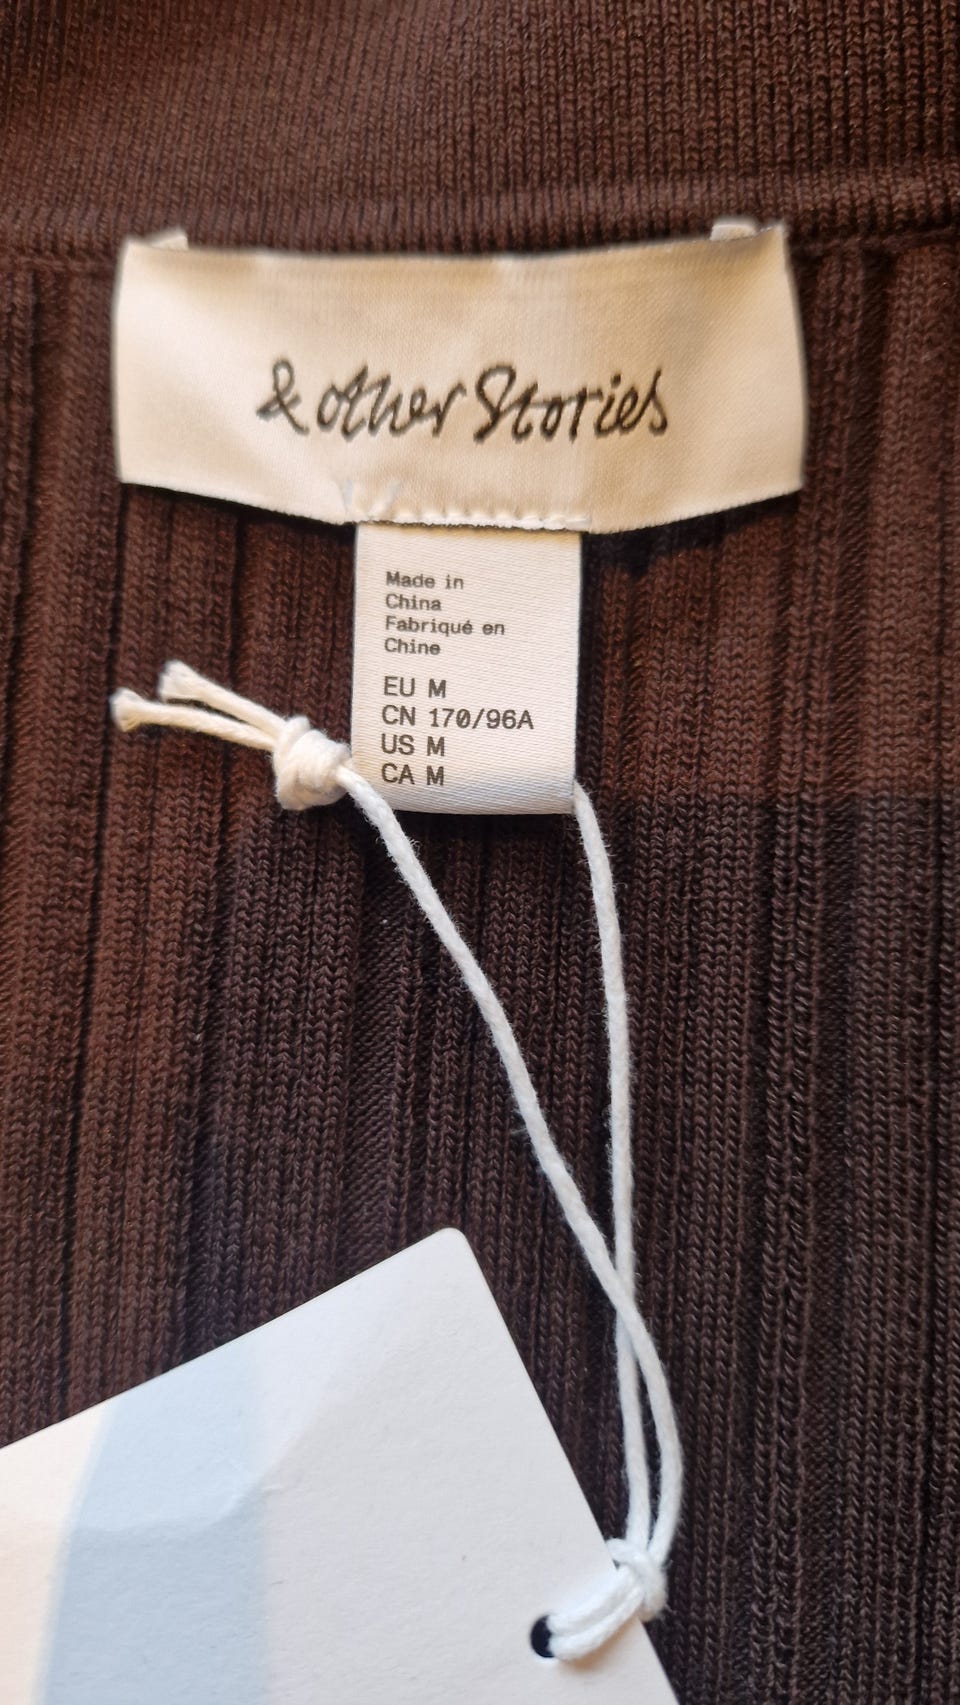 & other Stories
Made in
China
Fabriqué en
Chine
EU M
CN 170/96A
US M
CA M